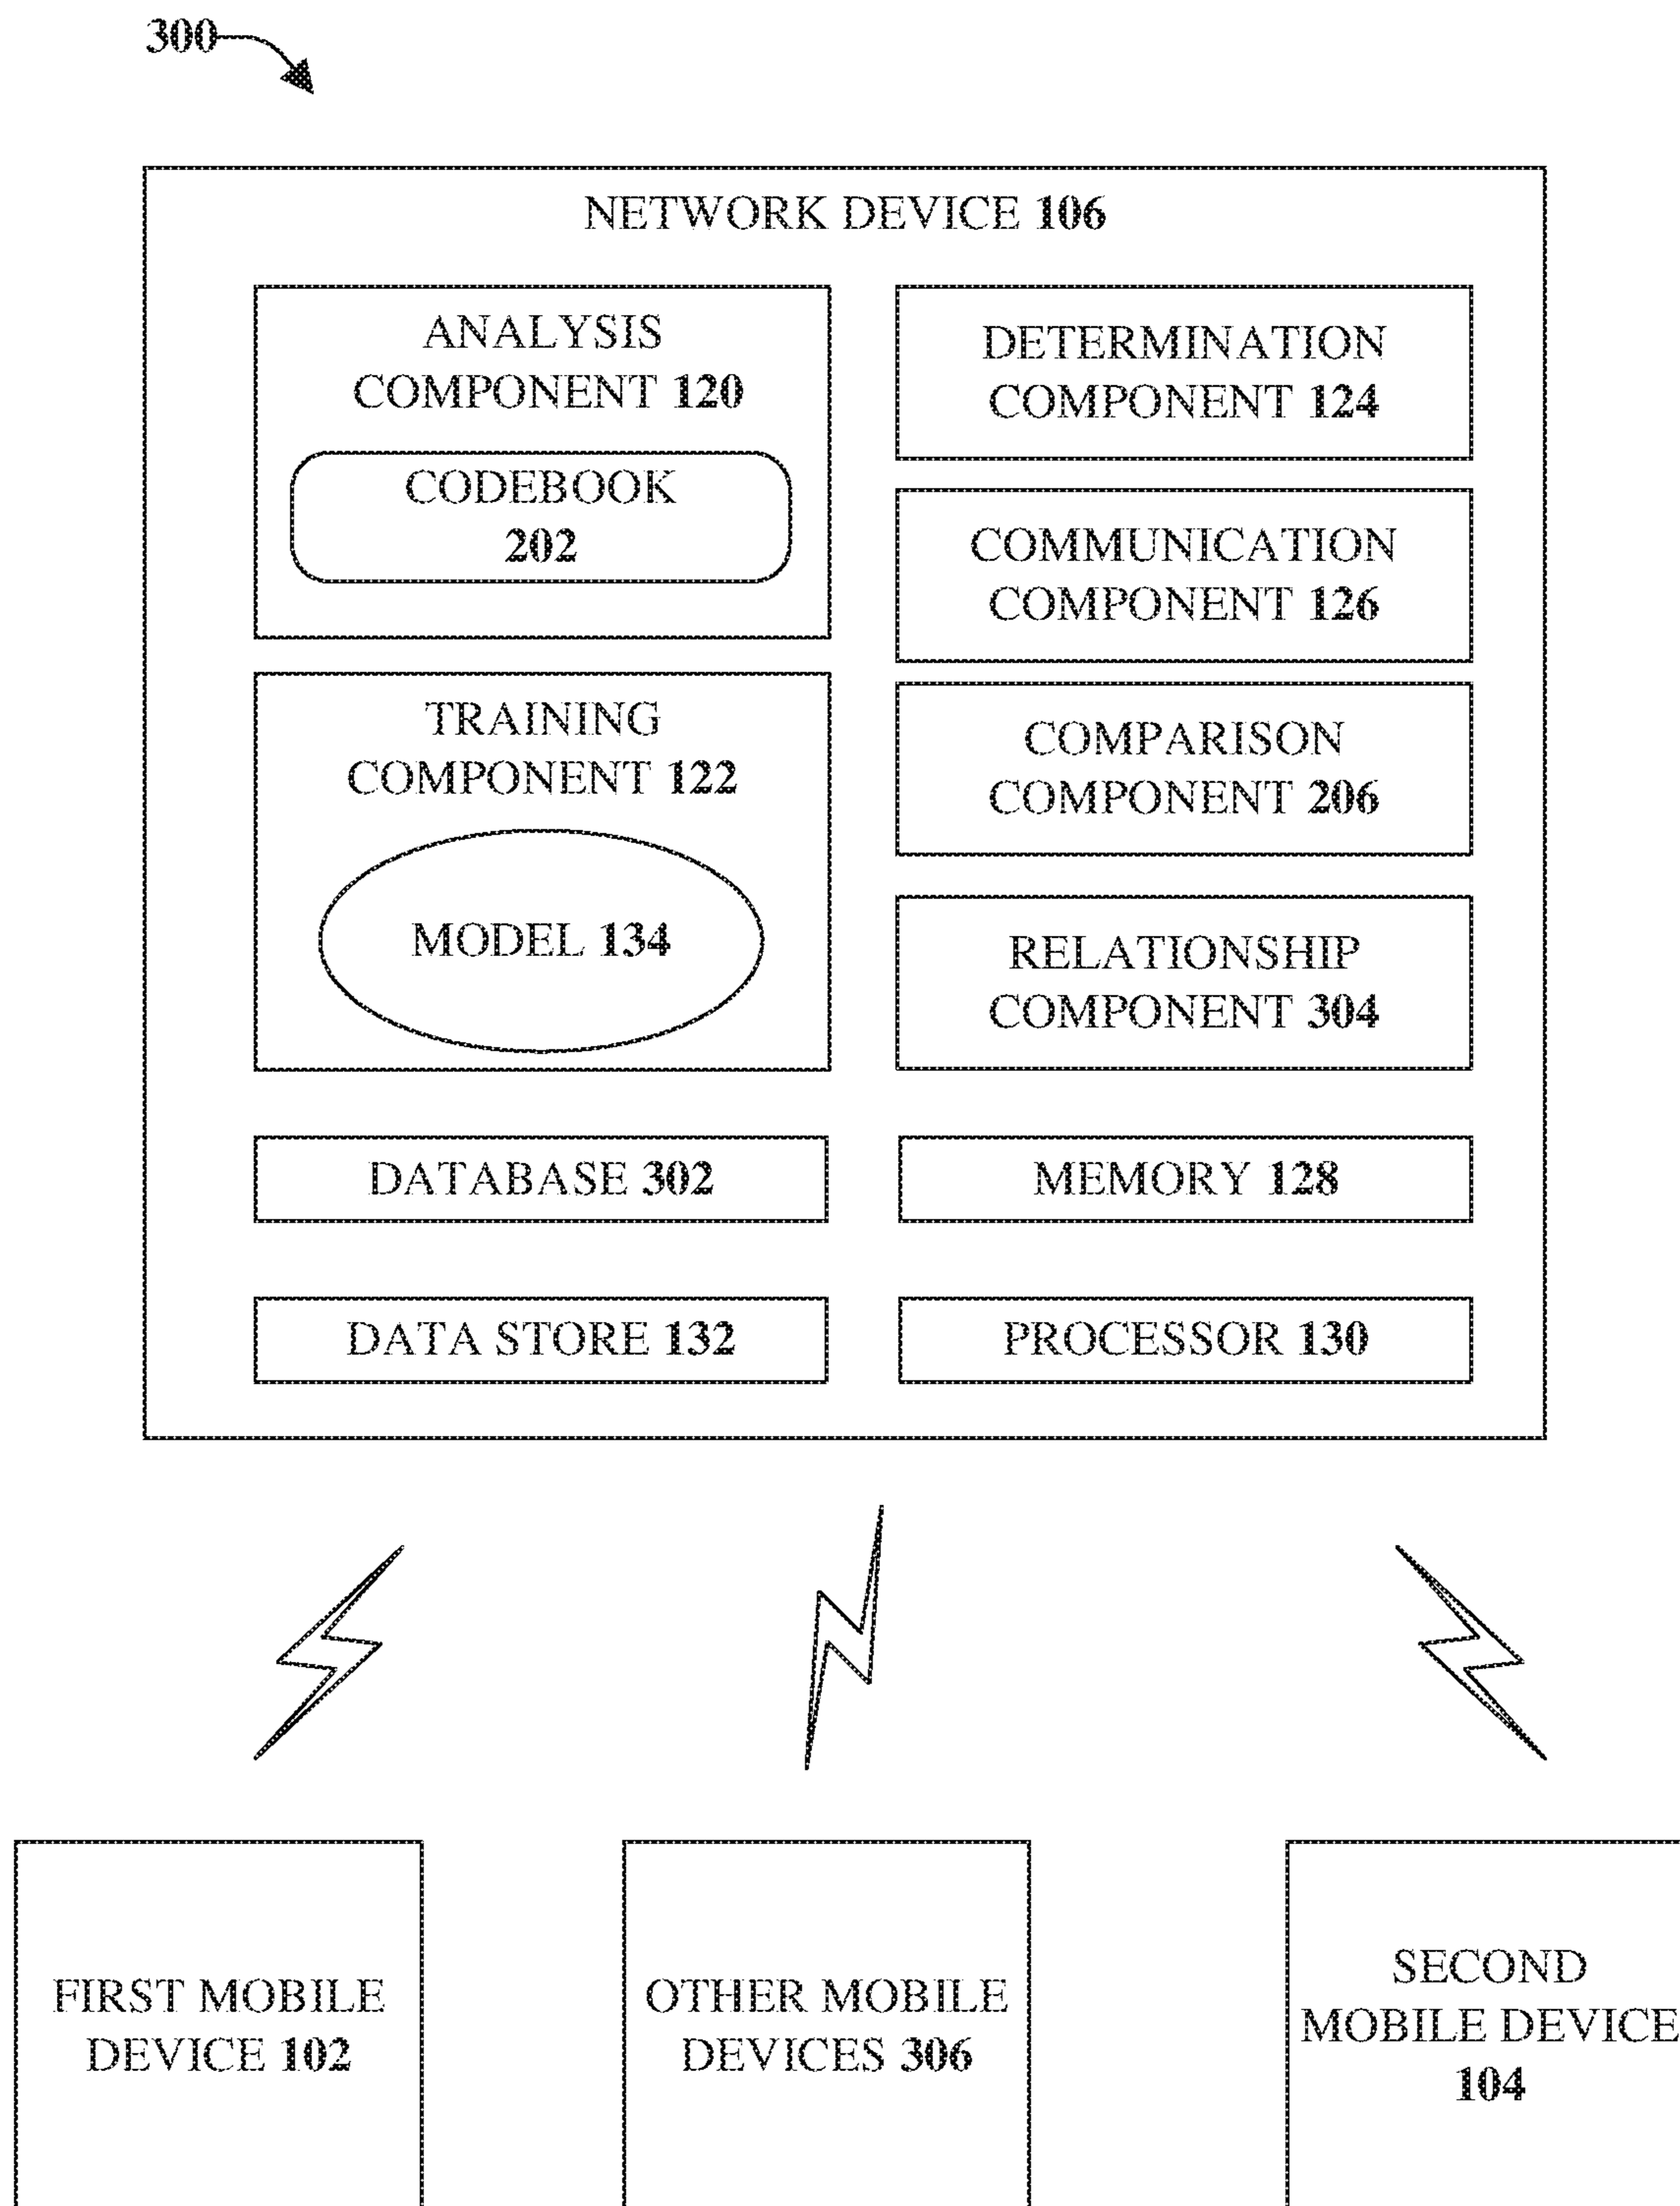 300
NETWORK DEVICE 106
ANALYSIS
COMPONENT 120
CODEBOOK
202
TRAINING
COMPONENT 122
MODEL 134
DETERMINATION
COMPONENT 124
COMMUNICATION
COMPONENT 126
COMPARISON
COMPONENT 206
RELATIONSHIP
COMPONENT 304
DATABASE 302
MEMORY 128
DATA STORE 132
PROCESSOR 130
FIRST MOBILE
DEVICE 102
OTHER MOBILE
DEVICES 306
SECOND
MOBILE DEVICE
104